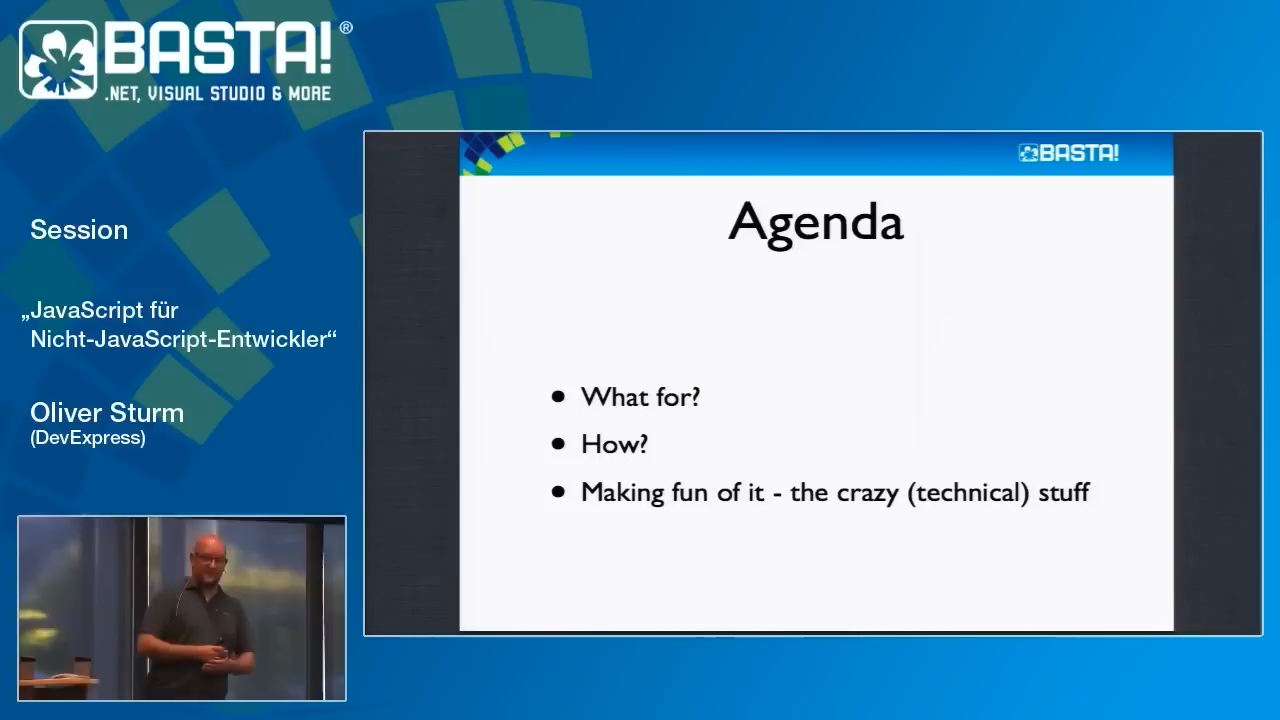 BASTA!®
.NET, VISUAL STUDIO & MORE
Session
„JavaScript für
Nicht-JavaScript-Entwickler“
Oliver Sturm
(DevExpress)
BASTA!
Agenda
• What for?
• How?
• Making fun of it - the crazy (technical) stuff